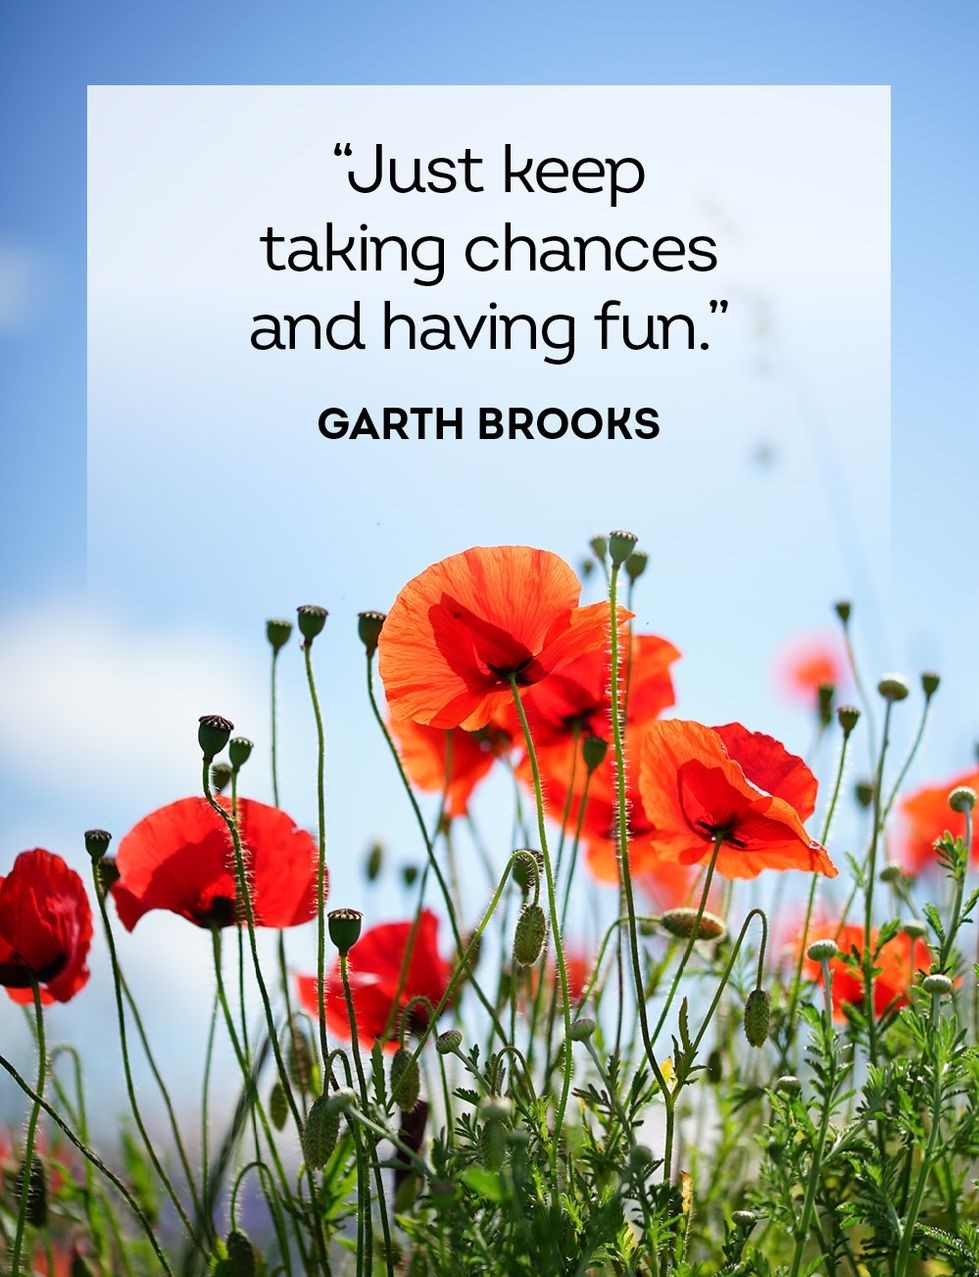 “Just keep
taking chances
and having fun.”
GARTH BROOKS